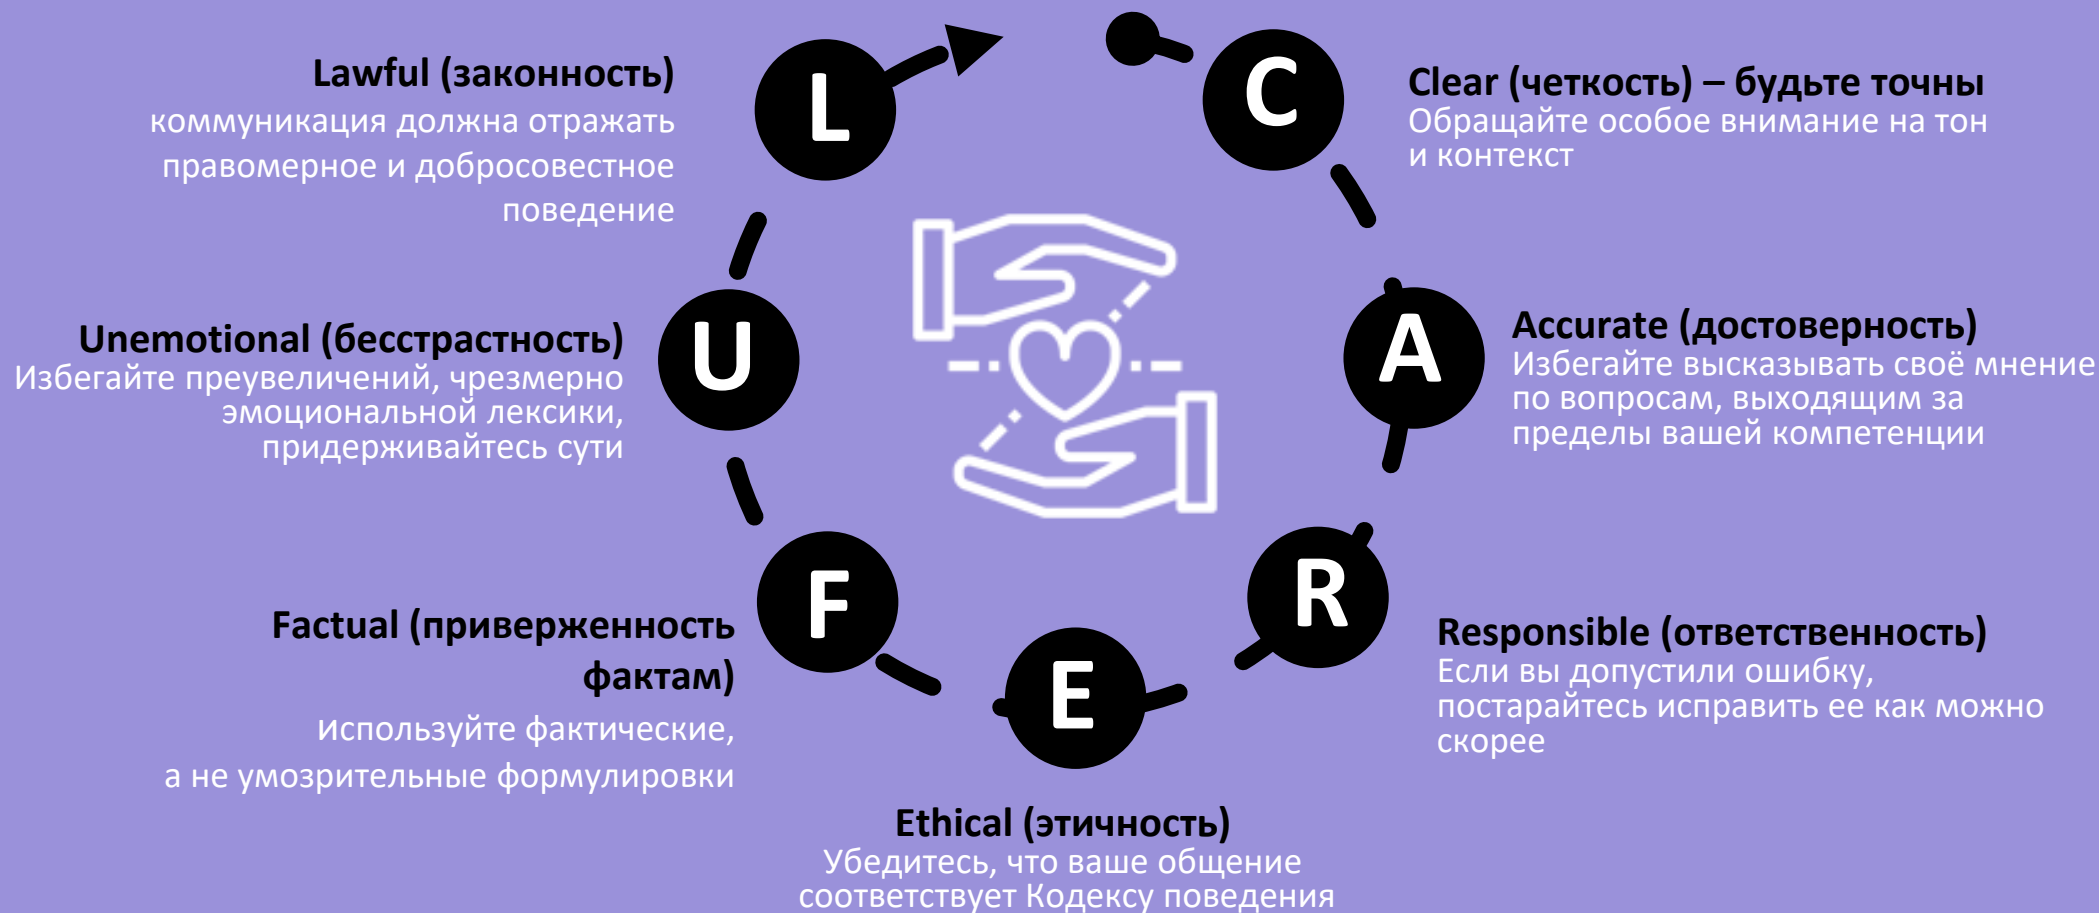 C
Clear (четкость) – будьте точны
Обращайте особое внимание на тон
и контекст
A
Accurate (достоверность)
Избегайте высказывать своё мнение
по вопросам, выходящим за
пределы вашей компетенции
R
Responsible (ответственность)
Если вы допустили ошибку,
постарайтесь исправить ее как можно
скорее
E
Ethical (этичность)
Убедитесь, что ваше общение
соответствует Кодексу поведения
F
Factual (приверженность
фактам)
используйте фактические,
а не умозрительные формулировки
U
Unemotional (бесстрастность)
Избегайте преувеличений, чрезмерно
эмоциональной лексики,
придерживайтесь сути
L
Lawful (законность)
коммуникация должна отражать
правомерное и добросовестное
поведение